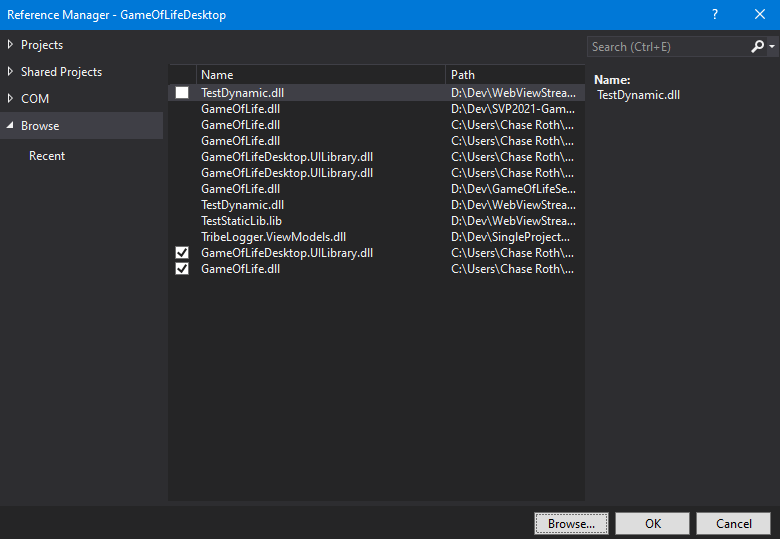 Reference Manager - GameOfLifeDesktop
?
Projects
Shared Projects
COM
Browse
Recent
Name Path
TestDynamic.dll D:\Dev\WebViewStrea...
GameOfLife.dll D:\Dev\SVP2021-Gam...
GameOfLife.dll C:\Users\Chase Roth\...
GameOfLife.dll C:\Users\Chase Roth\...
GameOfLifeDesktop.UILibrary.dll C:\Users\Chase Roth\...
GameOfLifeDesktop.UILibrary.dll C:\Users\Chase Roth\...
GameOfLife.dll D:\Dev\GameOfLifeSe...
TestDynamic.dll D:\Dev\WebViewStrea...
TestStaticLib.lib D:\Dev\WebViewStrea...
TribeLogger.ViewModels.dll D:\Dev\SingleProject...
GameOfLifeDesktop.UILibrary.dll C:\Users\Chase Roth\...
GameOfLife.dll C:\Users\Chase Roth\...
Search (Ctrl+E)
Name:
TestDynamic.dll
Browse... OK Cancel